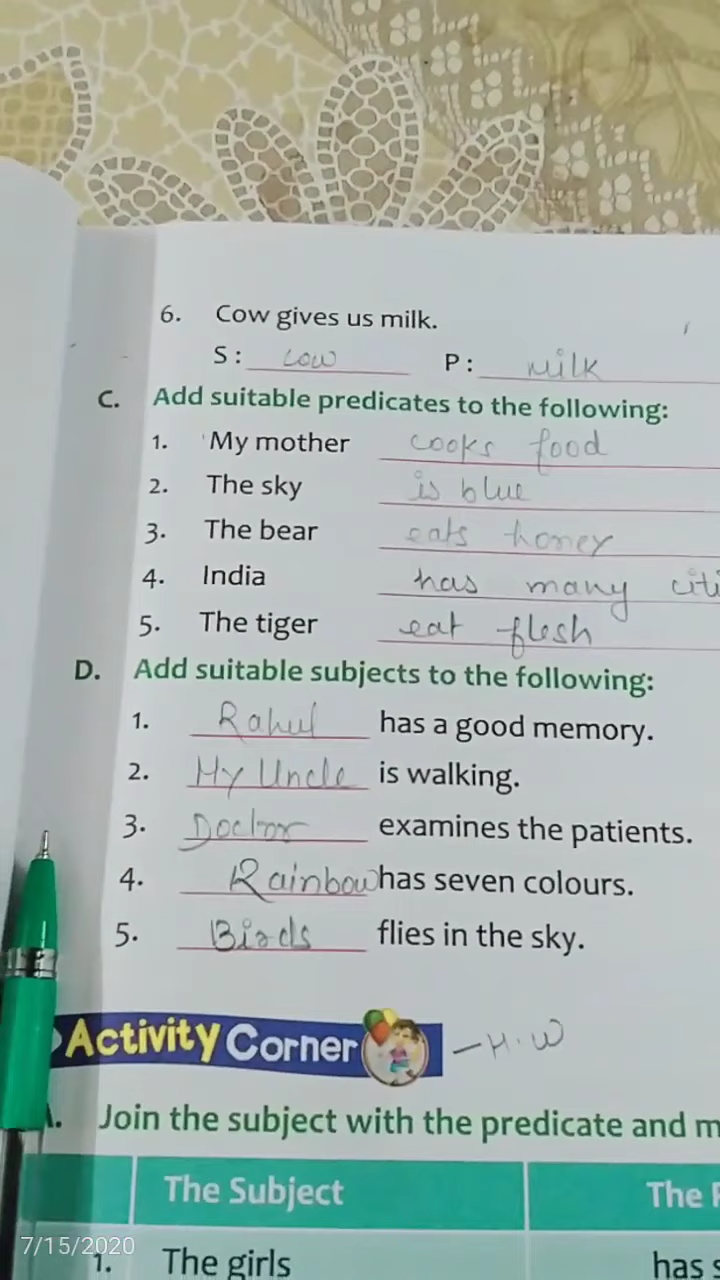 6. Cow gives us milk.
S: cow P: milk
C. Add suitable predicates to the following:
1. My mother cooks food
2. The sky is blue
3. The bear eats honey
4. India has many citi
5. The tiger eat flesh
D. Add suitable subjects to the following:
1. Rahul has a good memory.
2. My Uncle is walking.
3. Doctor examines the patients.
4. Rainbow has seven colours.
5. Birds flies in the sky.
Activity Corner – H.W
Join the subject with the predicate and m
The Subject The P
1. The girls has s
7/15/2020